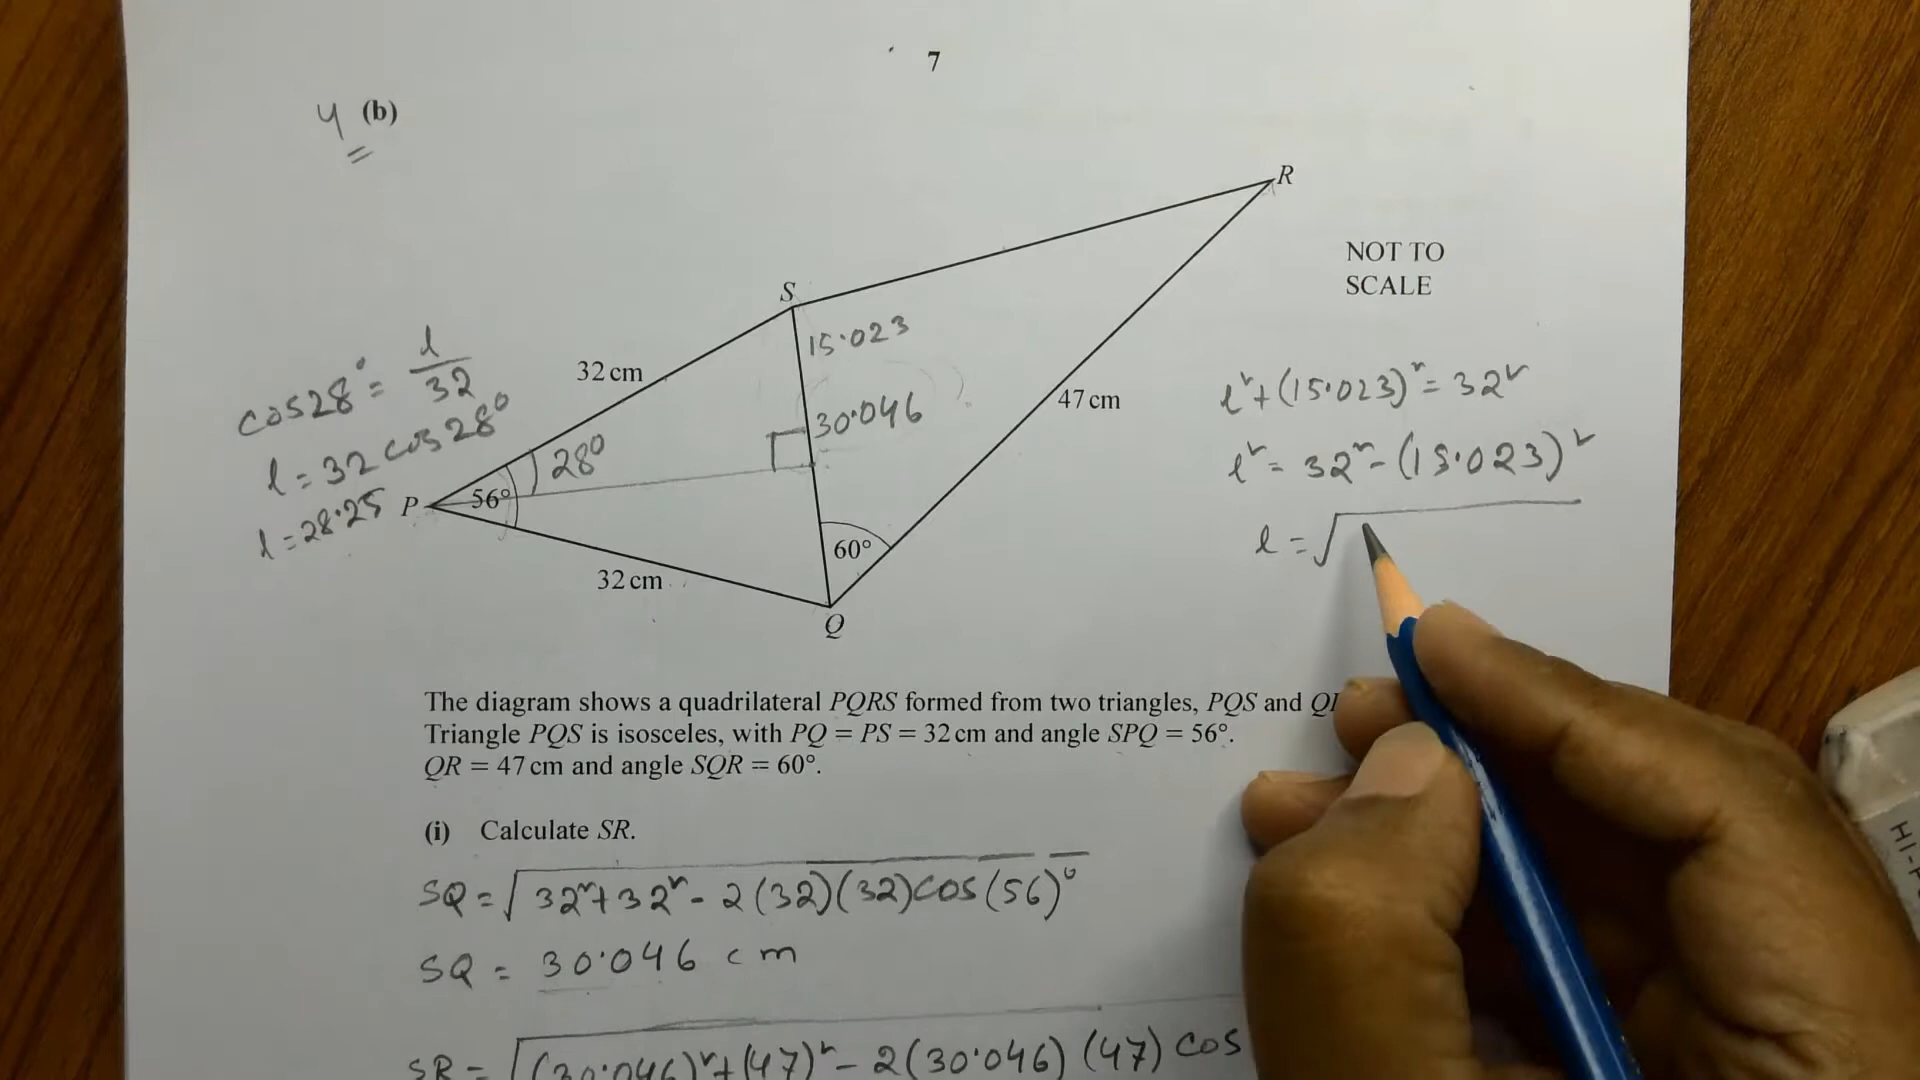 7
4 (b)
R
NOT TO
SCALE
S
15.023
32 cm
cos28° = l/32
l = 32 cos28°
l = 28.25
47 cm
30.046
l² + (15.023)² = 32²
l² = 32² - (15.023)²
l = √
28°
P
56°
60°
32 cm
Q
The diagram shows a quadrilateral PQRS formed from two triangles, PQS and
Triangle PQS is isosceles, with PQ = PS = 32 cm and angle SPQ = 56°.
QR = 47 cm and angle SQR = 60°.
(i) Calculate SR.
SQ = √32² + 32² - 2(32)(32)cos(56)°
SQ = 30.046 cm
SR = √(30.046)² + (47)² - 2(30.046)(47) cos